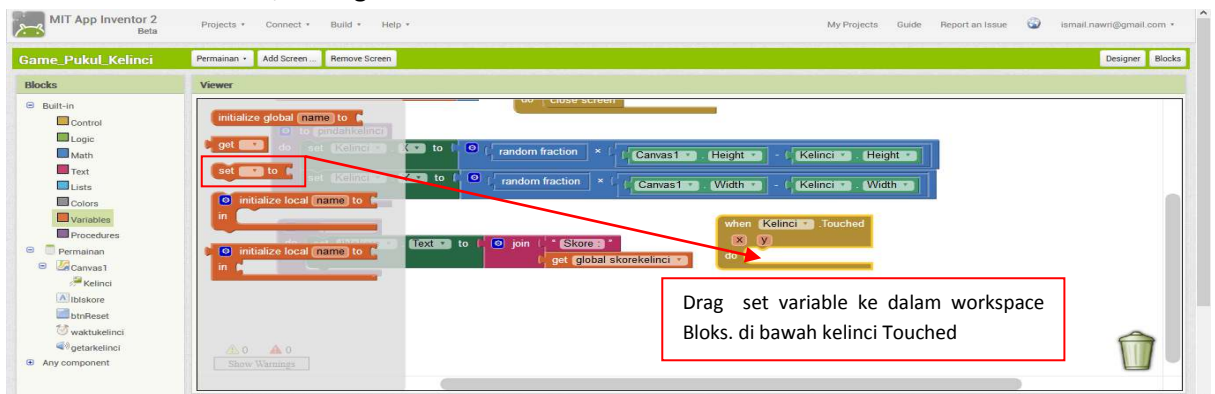 MIT App Inventor 2
Beta
Projects Connect Build Help
My Projects Guide Report an Issue ismail.nawri@gmail.com
Game_Pukul_Kelinci
Permainan Add Screen ... Remove Screen
Designer Blocks
Blocks
Viewer
Built-in
Control
Logic
Math
Text
Lists
Colors
Variables
Procedures
Permainan
Canvas1
Kelinci
lblskore
btnReset
waktukelinci
getarkelinci
Any component
do close screen
initialize global name to
to pindahkelinci
get
do set Kelinci X to random fraction × Canvas1 . Height - Kelinci . Height
set to
set Kelinci to random fraction × Canvas1 . Width - Kelinci . Width
initialize local name to
in
initialize local name to
in
do set Text to join " Skore : "
get global skorekelinci
when Kelinci .Touched
x y
do
Drag set variable ke dalam workspace
Bloks. di bawah kelinci Touched
0 0
Show Warnings